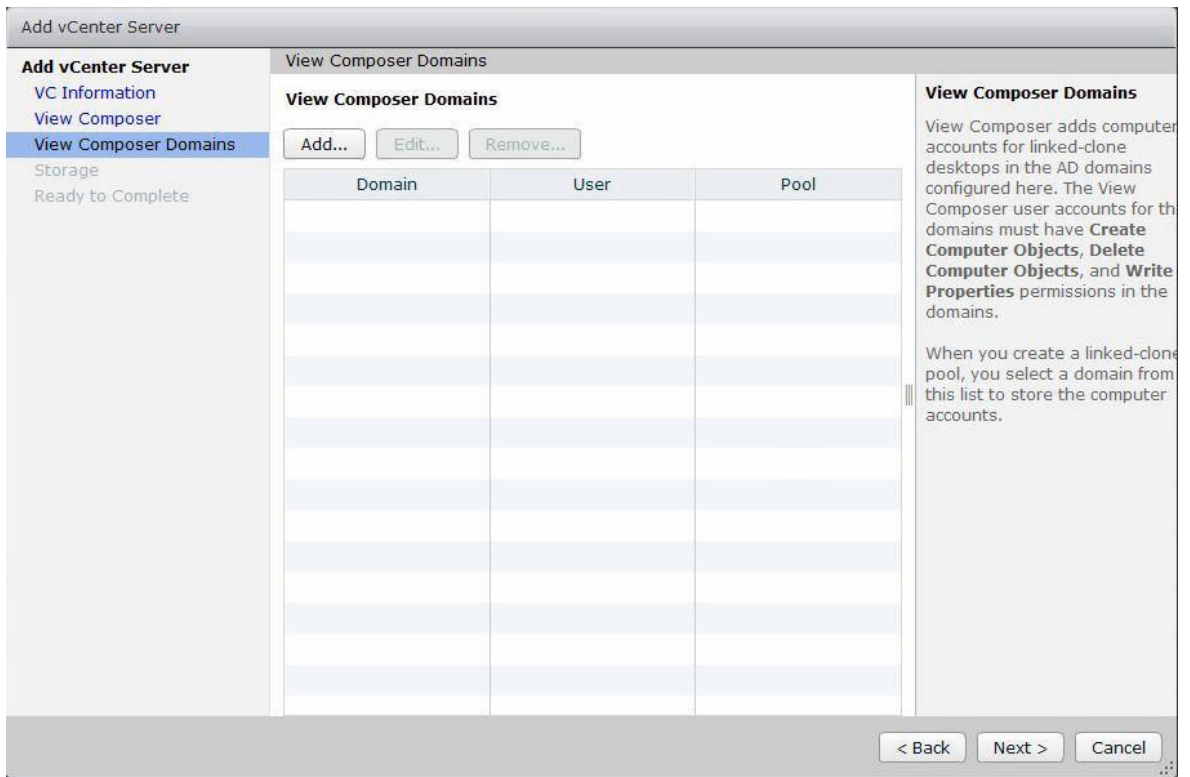 Add vCenter Server
Add vCenter Server
VC Information
View Composer
View Composer Domains
Storage
Ready to Complete
View Composer Domains
View Composer Domains
Add...
Edit...
Remove...
Domain
User
Pool
View Composer Domains
View Composer adds computer
accounts for linked-clone
desktops in the AD domains
configured here. The View
Composer user accounts for th
domains must have Create
Computer Objects, Delete
Computer Objects, and Write
Properties permissions in the
domains.
When you create a linked-clone
pool, you select a domain from
this list to store the computer
accounts.
< Back
Next >
Cancel